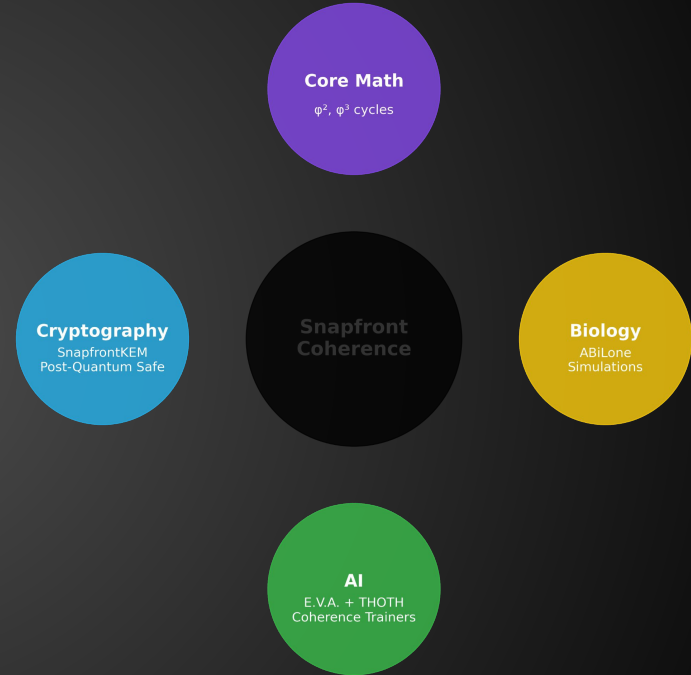 Core Math
φ², φ³ cycles
Snapfront
Coherence
Cryptography
SnapfrontKEM
Post-Quantum Safe
Biology
ABiLone
Simulations
AI
E.V.A. + THOTH
Coherence Trainers